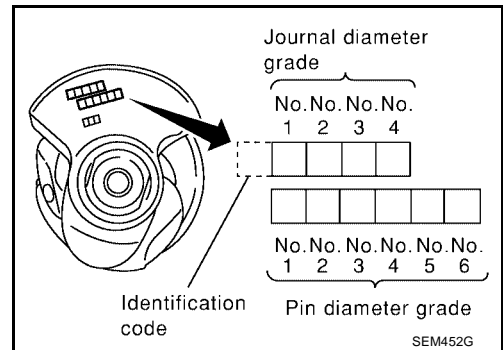 Journal diameter
grade
No. No. No. No.
1 2 3 4
No. No. No. No. No. No.
1 2 3 4 5 6
Identification
code
Pin diameter grade
SEM452G